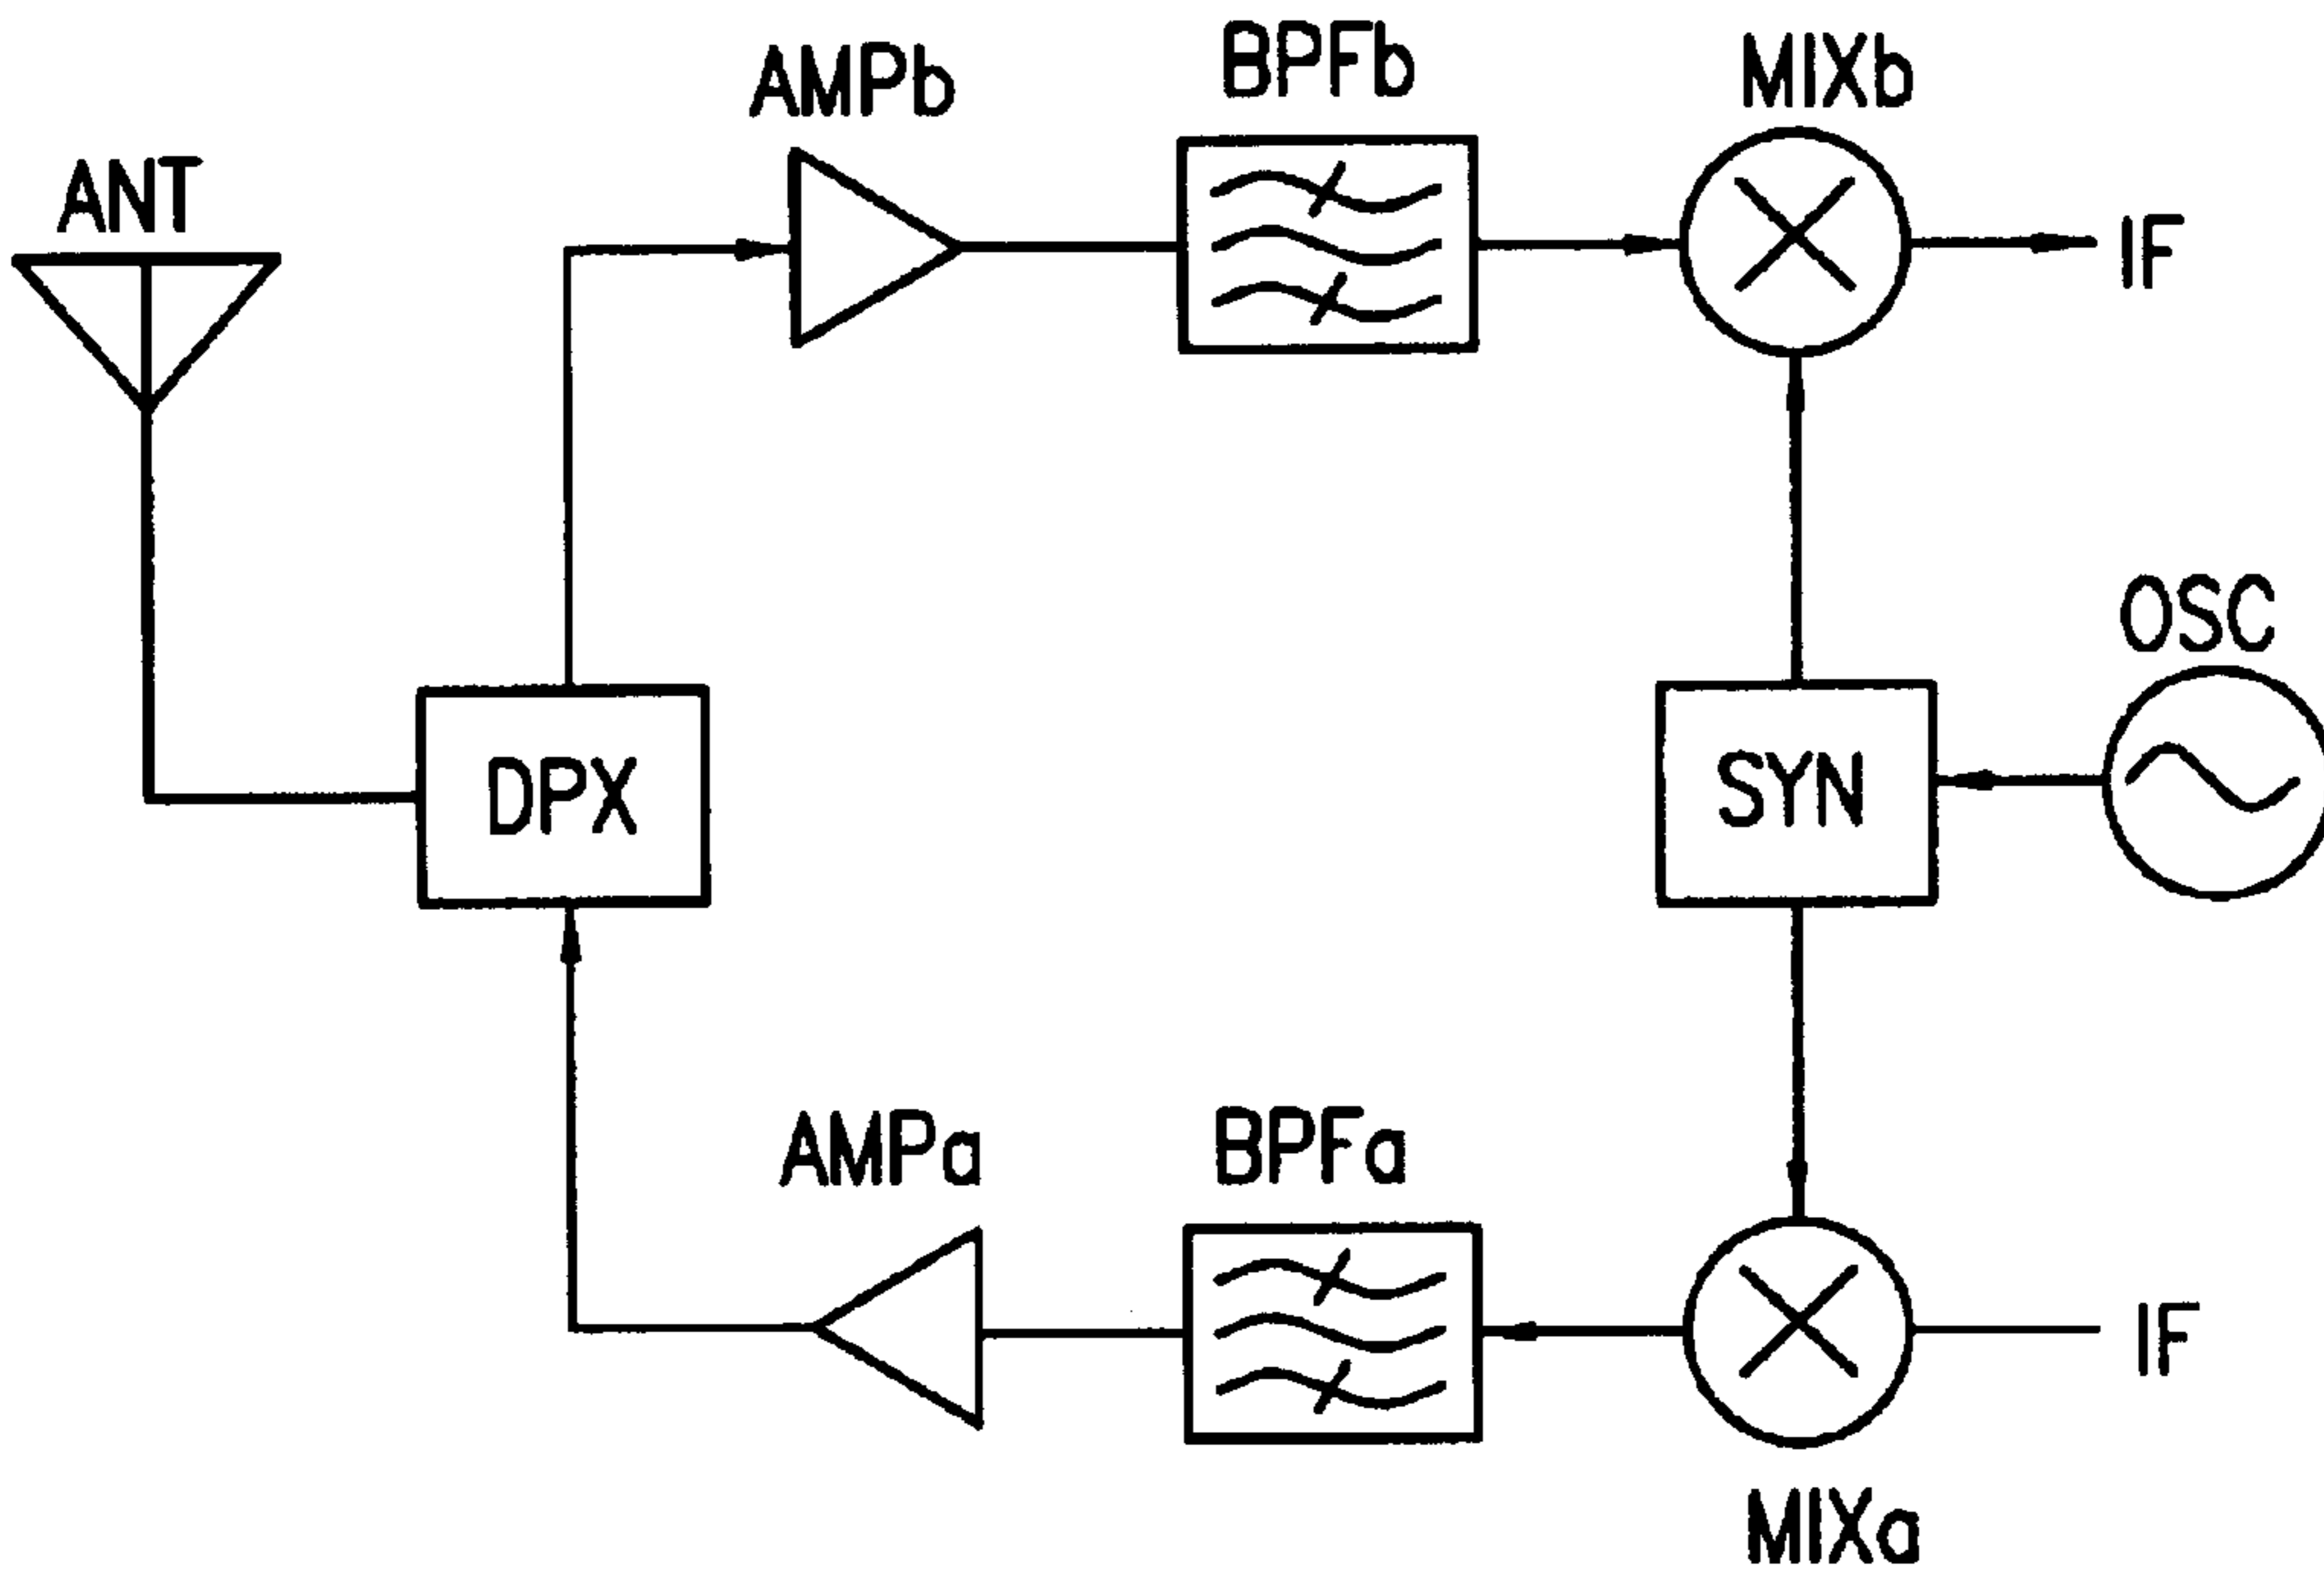 BPFb
MIXb
AMPb
ANT
IF
OSC
DPX
SYN
AMPa
BPFa
IF
MIXa